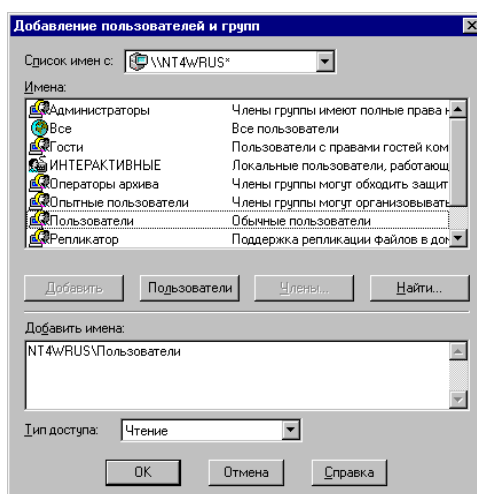 Добавление пользователей и групп
Список имен с: \\NT4WRUS*
Имена:
Администраторы Члены группы имеют полные права н
Все Все пользователи
Гости Пользователи с правами гостей ком
ИНТЕРАКТИВНЫЕ Локальные пользователи, работающ
Операторы архива Члены группы могут обходить защит
Опытные пользователи Члены группы могут организовывать
Пользователи Обычные пользователи
Репликатор Поддержка репликации файлов в дом
Добавить Пользователи Члены... Найти...
Добавить имена:
NT4WRUS\Пользователи
Тип доступа: Чтение
OK Отмена Справка